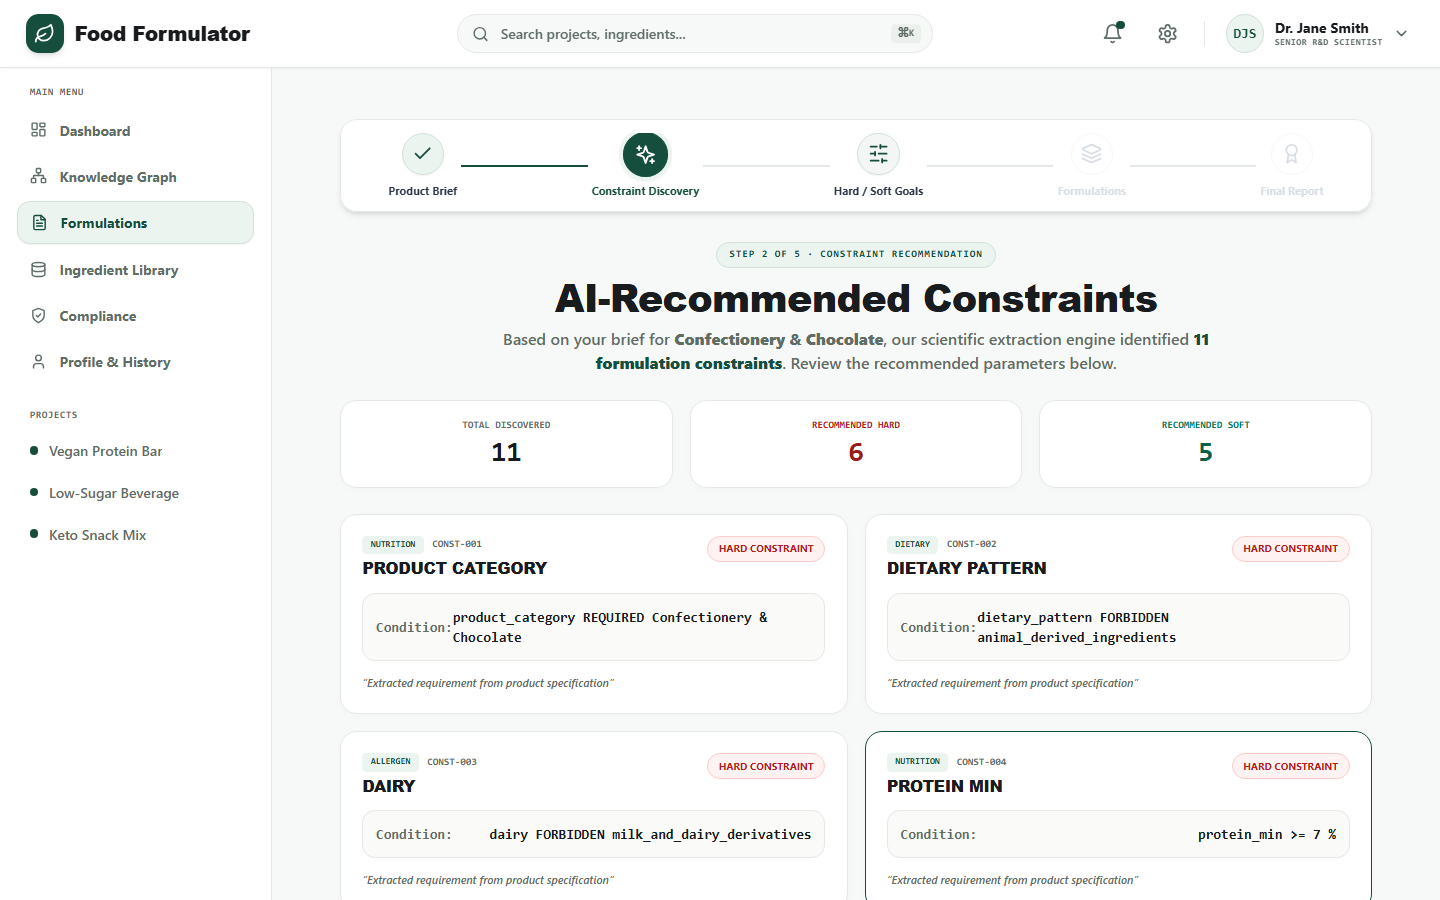 Food Formulator
Search projects, ingredients...
⌘K
DJS
Dr. Jane Smith
SENIOR R&D SCIENTIST
MAIN MENU
Dashboard
Knowledge Graph
Formulations
Ingredient Library
Compliance
Profile & History
PROJECTS
Vegan Protein Bar
Low-Sugar Beverage
Keto Snack Mix
Product Brief
Constraint Discovery
Hard / Soft Goals
Formulations
Final Report
STEP 2 OF 5 · CONSTRAINT RECOMMENDATION
AI-Recommended Constraints
Based on your brief for Confectionery & Chocolate, our scientific extraction engine identified 11
formulation constraints. Review the recommended parameters below.
TOTAL DISCOVERED
11
RECOMMENDED HARD
6
RECOMMENDED SOFT
5
NUTRITION CONST-001
HARD CONSTRAINT
PRODUCT CATEGORY
Condition: product_category REQUIRED Confectionery &
Chocolate
"Extracted requirement from product specification"
DIETARY CONST-002
HARD CONSTRAINT
DIETARY PATTERN
Condition: dietary_pattern FORBIDDEN
animal_derived_ingredients
"Extracted requirement from product specification"
ALLERGEN CONST-003
HARD CONSTRAINT
DAIRY
Condition: dairy FORBIDDEN milk_and_dairy_derivatives
"Extracted requirement from product specification"
NUTRITION CONST-004
HARD CONSTRAINT
PROTEIN MIN
Condition: protein_min >= 7 %
"Extracted requirement from product specification"